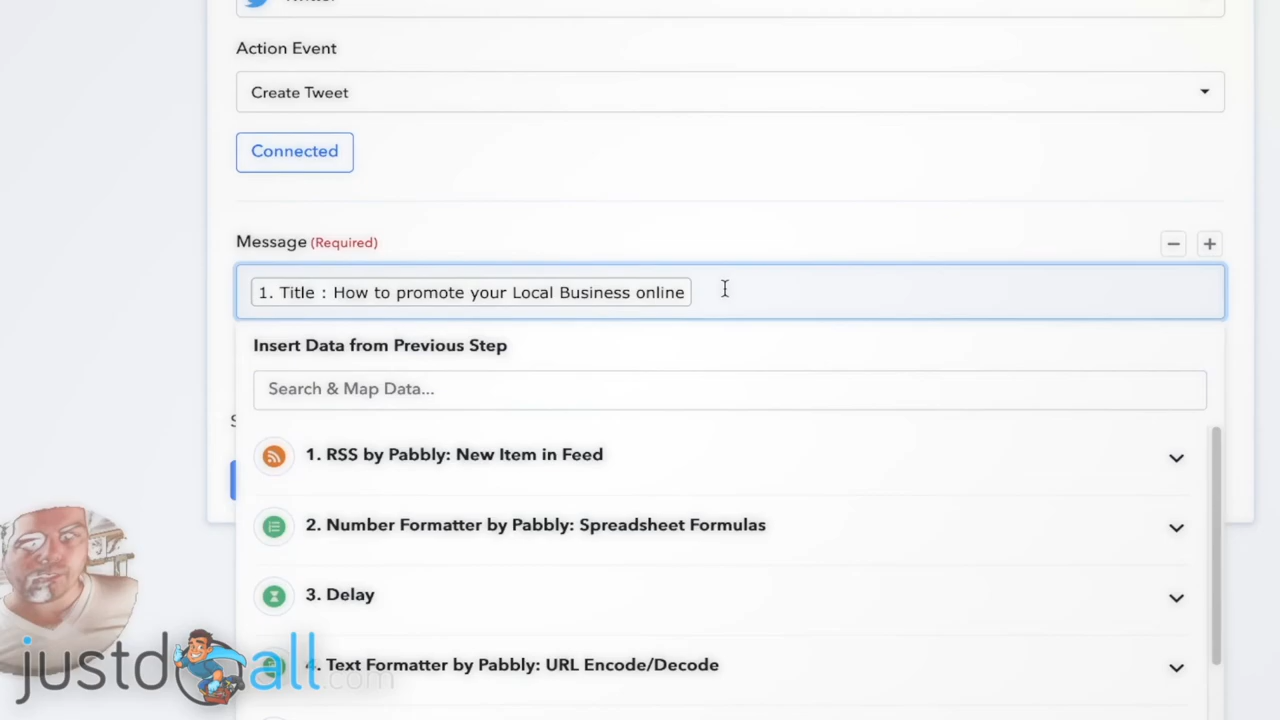 Action Event
Create Tweet
Connected
Message (Required)
1. Title : How to promote your Local Business online
Insert Data from Previous Step
Search & Map Data...
1. RSS by Pabbly: New Item in Feed
2. Number Formatter by Pabbly: Spreadsheet Formulas
3. Delay
4. Text Formatter by Pabbly: URL Encode/Decode
justdoall.com